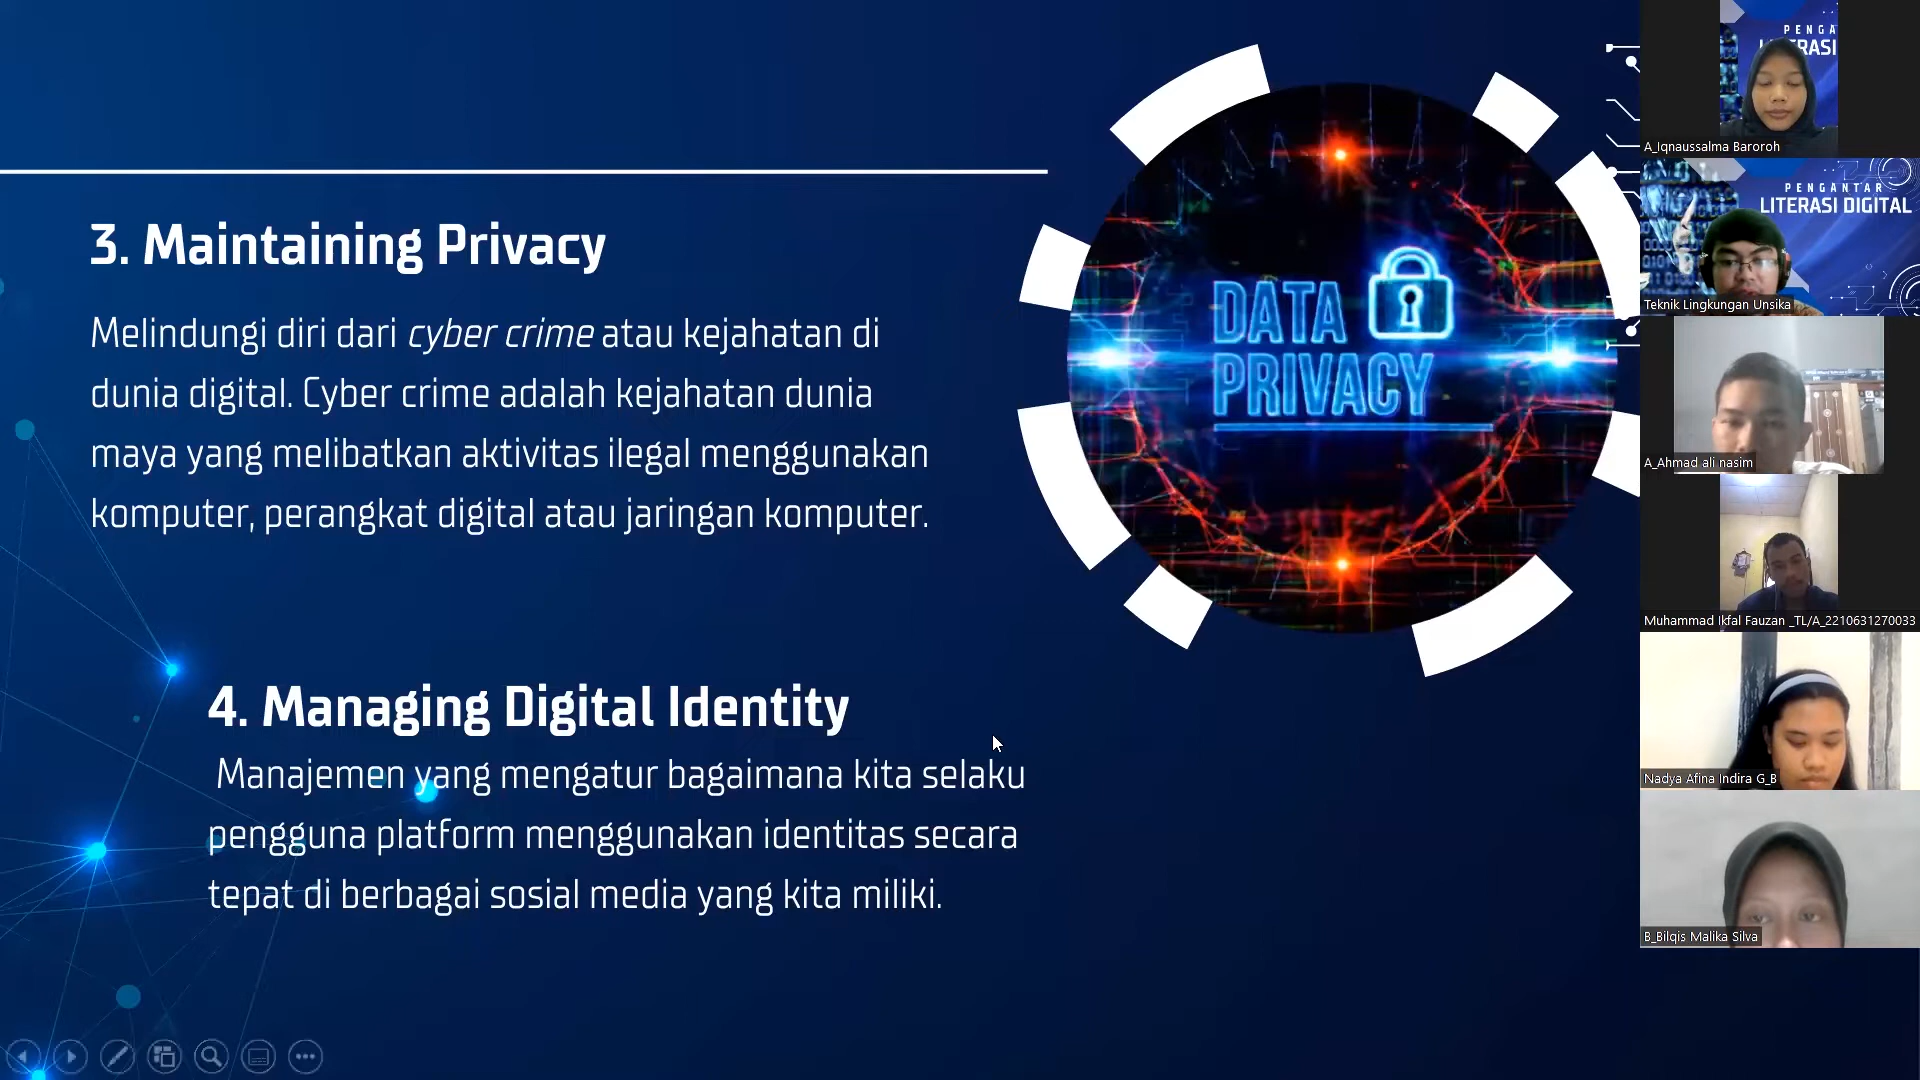 3. Maintaining Privacy
Melindungi diri dari cyber crime atau kejahatan di
dunia digital. Cyber crime adalah kejahatan dunia
maya yang melibatkan aktivitas ilegal menggunakan
komputer, perangkat digital atau jaringan komputer.
4. Managing Digital Identity
Manajemen yang mengatur bagaimana kita selaku
pengguna platform menggunakan identitas secara
tepat di berbagai sosial media yang kita miliki.
DATA
PRIVACY
PENGA
A_Iqnaussalma Baroroh
PENGANTAR
LITERASI DIGITAL
Teknik Lingkungan Unsika
A_Ahmad ali nasim
Muhammad Ikfal Fauzan _TL/A_2210631270033
Nadya Afina Indira G_B
B_Bilqis Malika Silva